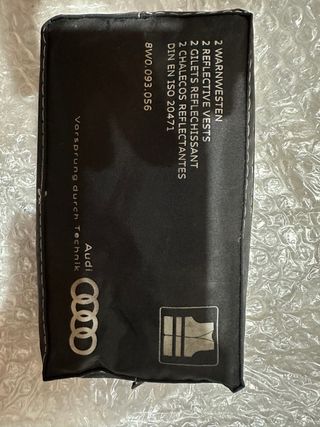 2 WARNWESTEN
2 REFLECTIVE VESTS
2 GILETS REFLECHISSANT
2 CHALECOS REFLECTANTES
DIN EN ISO 20471
8W0.093.056
Audi
Vorsprung durch Technik